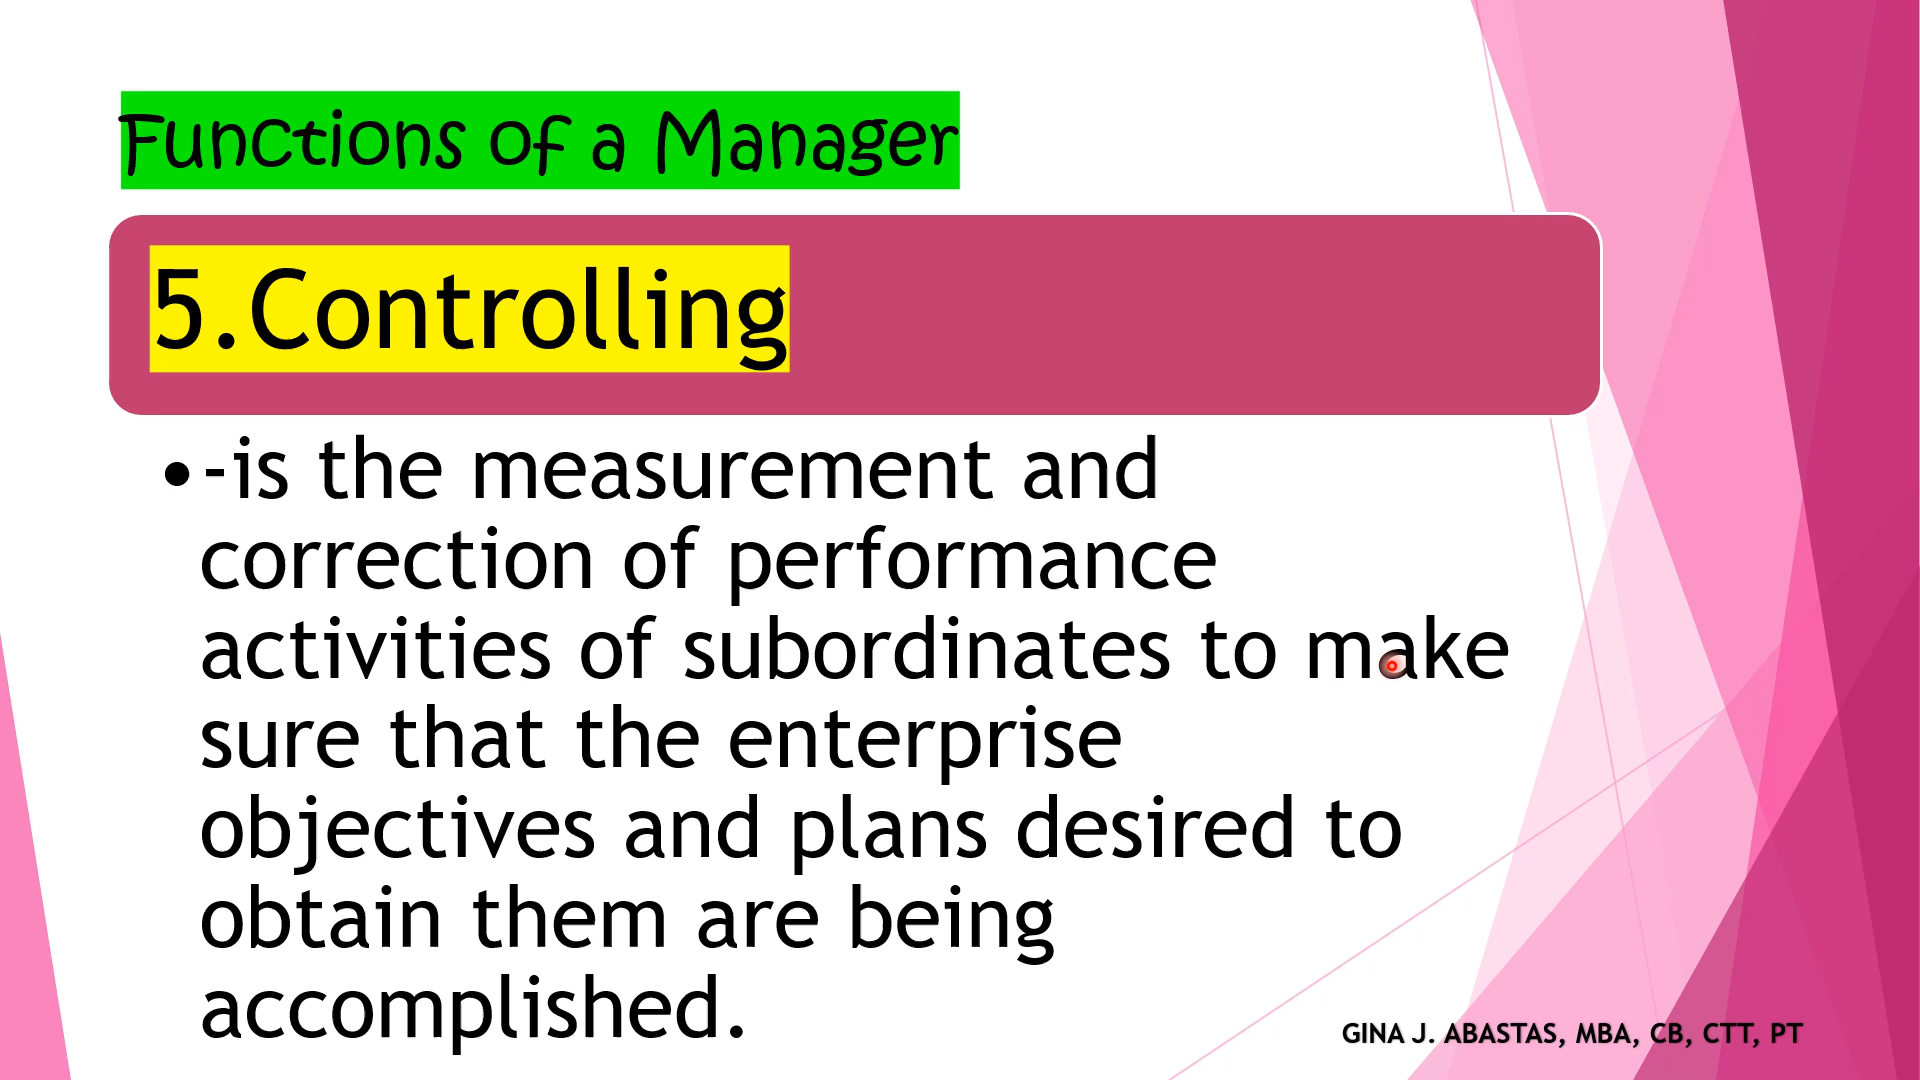 Functions of a Manager
5.Controlling
•-is the measurement and
correction of performance
activities of subordinates to make
sure that the enterprise
objectives and plans desired to
obtain them are being
accomplished.
GINA J. ABASTAS, MBA, CB, CTT, PT